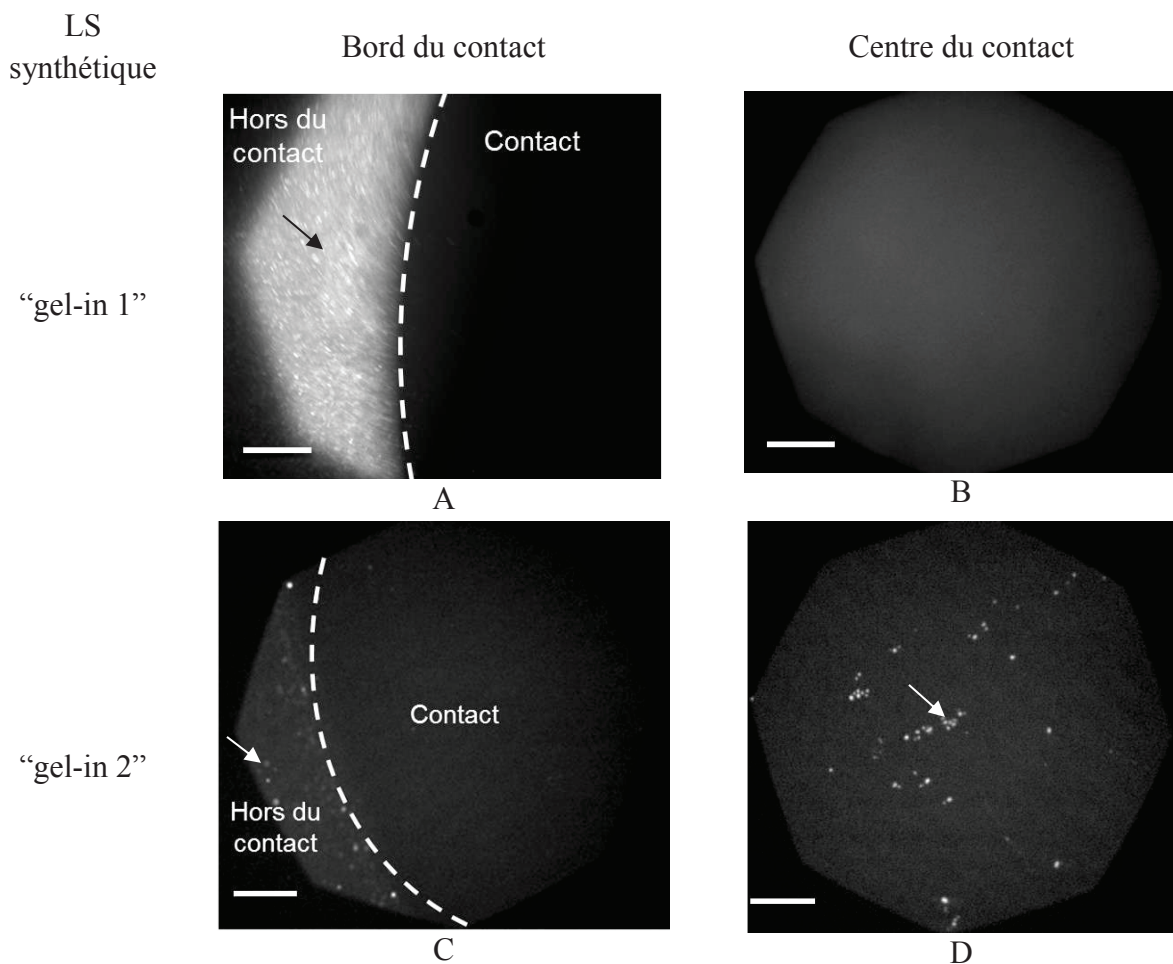 LS
synthétique
Bord du contact
Centre du contact
Hors du
contact
Contact
“gel-in 1”
A
B
Contact
Hors du
contact
“gel-in 2”
C
D